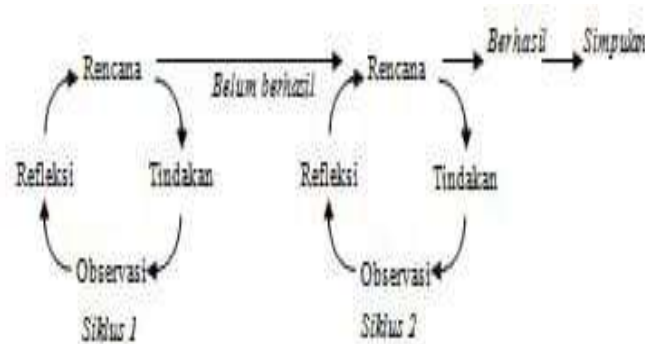 Rencana
Belum berhasil
Rencana
Berhasil
Simpulan
Refleksi
Tindakan
Refleksi
Tindakan
Observasi
Observasi
Siklus 1
Siklus 2